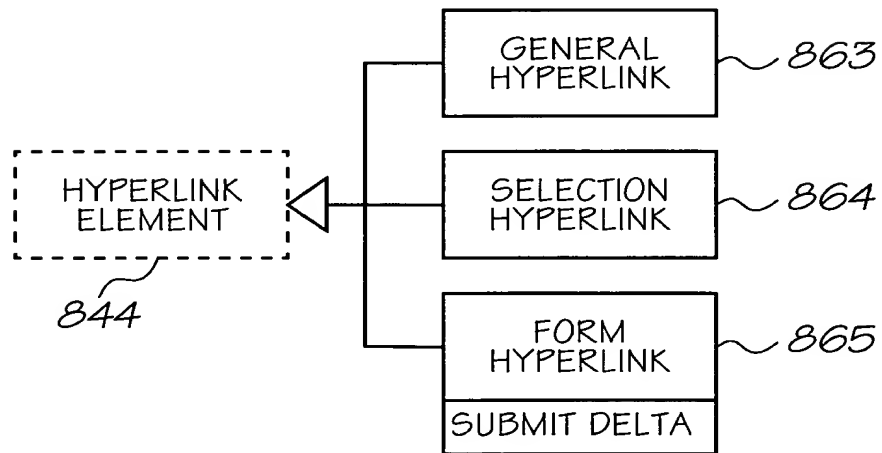 GENERAL
HYPERLINK
863
HYPERLINK
ELEMENT
844
SELECTION
HYPERLINK
864
FORM
HYPERLINK
865
SUBMIT DELTA